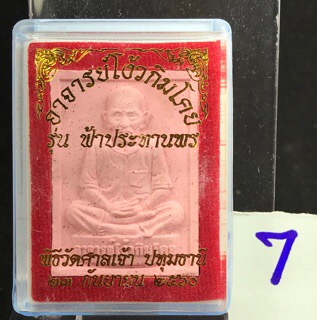 อาจารย์โง้วกิมโคย
รุ่น ฟ้าประทานพร
พิธีวัดศาลเจ้า ปทุมธานี
๒๓ กันยายน ๒๕๖๐
7